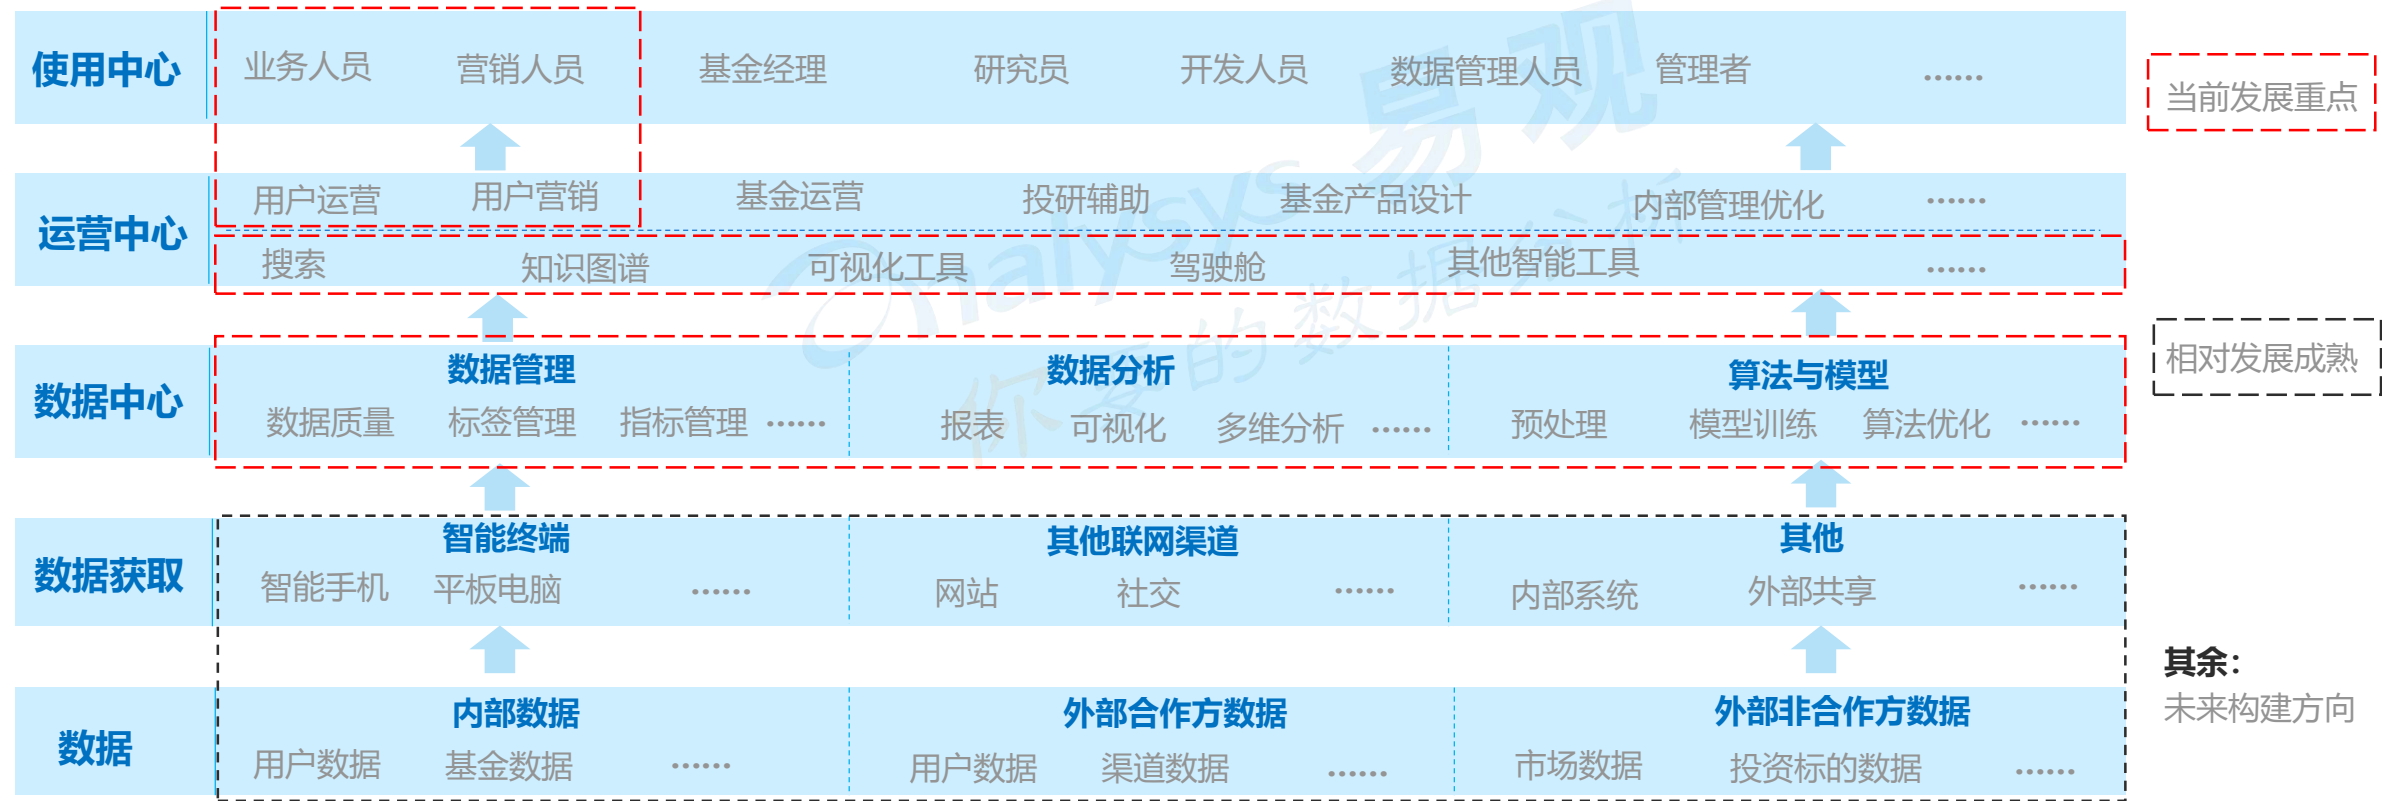 使用中心
业务人员 营销人员 基金经理 研究员 开发人员 数据管理人员 管理者 ……
当前发展重点
运营中心
用户运营 用户营销 基金运营 投研辅助 基金产品设计 内部管理优化 ……
搜索 知识图谱 可视化工具 驾驶舱 其他智能工具 ……
相对发展成熟
数据中心
数据管理 数据分析 算法与模型
数据质量 标签管理 指标管理 …… 报表 可视化 多维分析 …… 预处理 模型训练 算法优化 ……
数据获取
智能终端 其他联网渠道 其他
智能手机 平板电脑 …… 网站 社交 …… 内部系统 外部共享 ……
其余：
未来构建方向
数据
内部数据 外部合作方数据 外部非合作方数据
用户数据 基金数据 …… 用户数据 渠道数据 …… 市场数据 投资标的数据 ……
analysys 易观
你要的数据分析